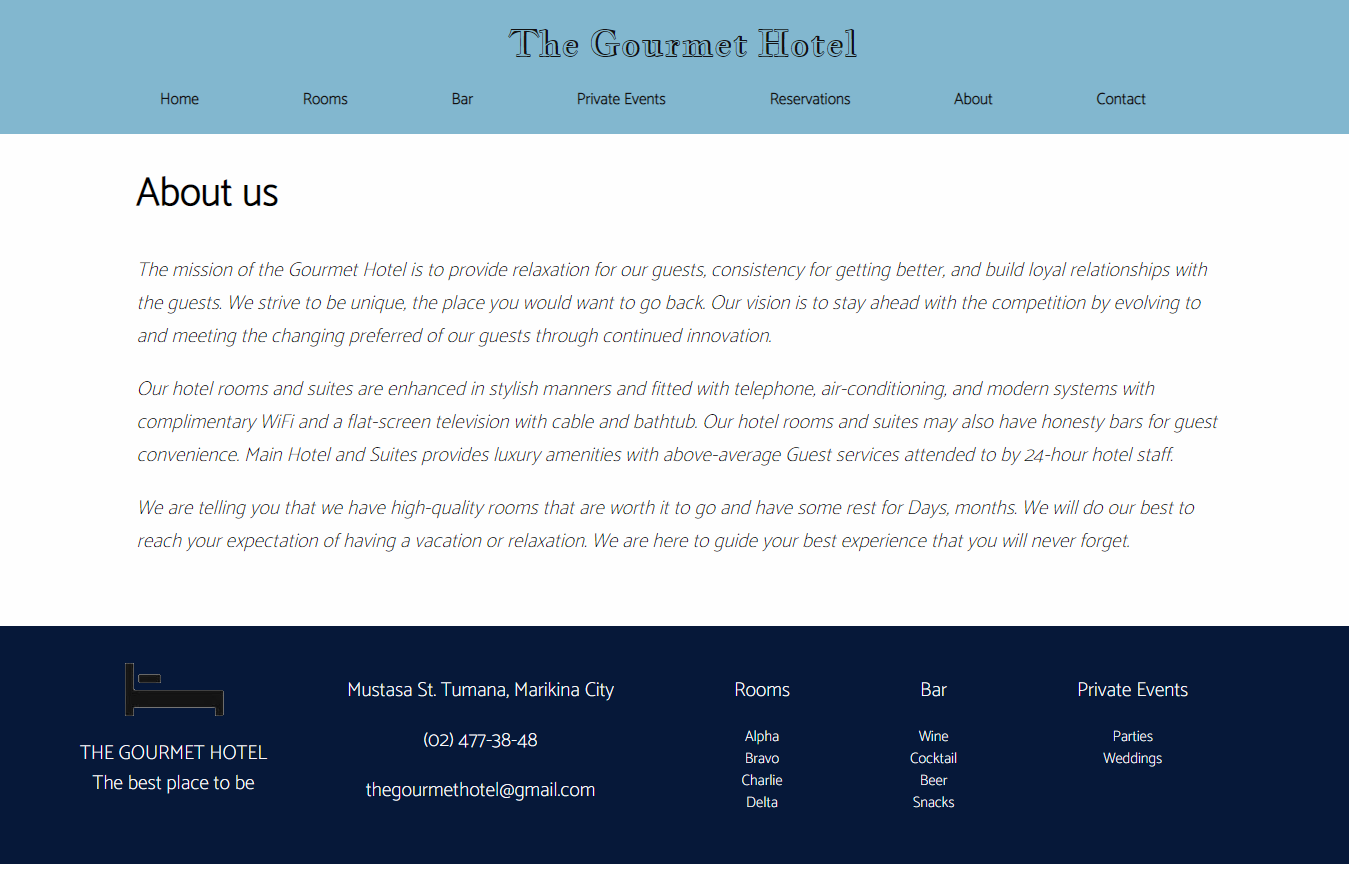 The Gourmet Hotel
Home Rooms Bar Private Events Reservations About Contact
About us
The mission of the Gourmet Hotel is to provide relaxation for our guests, consistency for getting better, and build loyal relationships with
the guests. We strive to be unique, the place you would want to go back. Our vision is to stay ahead with the competition by evolving to
and meeting the changing preferred of our guests through continued innovation.
Our hotel rooms and suites are enhanced in stylish manners and fitted with telephone, air-conditioning, and modern systems with
complimentary WiFi and a flat-screen television with cable and bathtub. Our hotel rooms and suites may also have honesty bars for guest
convenience. Main Hotel and Suites provides luxury amenities with above-average Guest services attended to by 24-hour hotel staff.
We are telling you that we have high-quality rooms that are worth it to go and have some rest for Days, months. We will do our best to
reach your expectation of having a vacation or relaxation. We are here to guide your best experience that you will never forget.
THE GOURMET HOTEL
The best place to be
Mustasa St. Tumana, Marikina City
(02) 477-38-48
thegourmethotel@gmail.com
Rooms
Alpha
Bravo
Charlie
Delta
Bar
Wine
Cocktail
Beer
Snacks
Private Events
Parties
Weddings